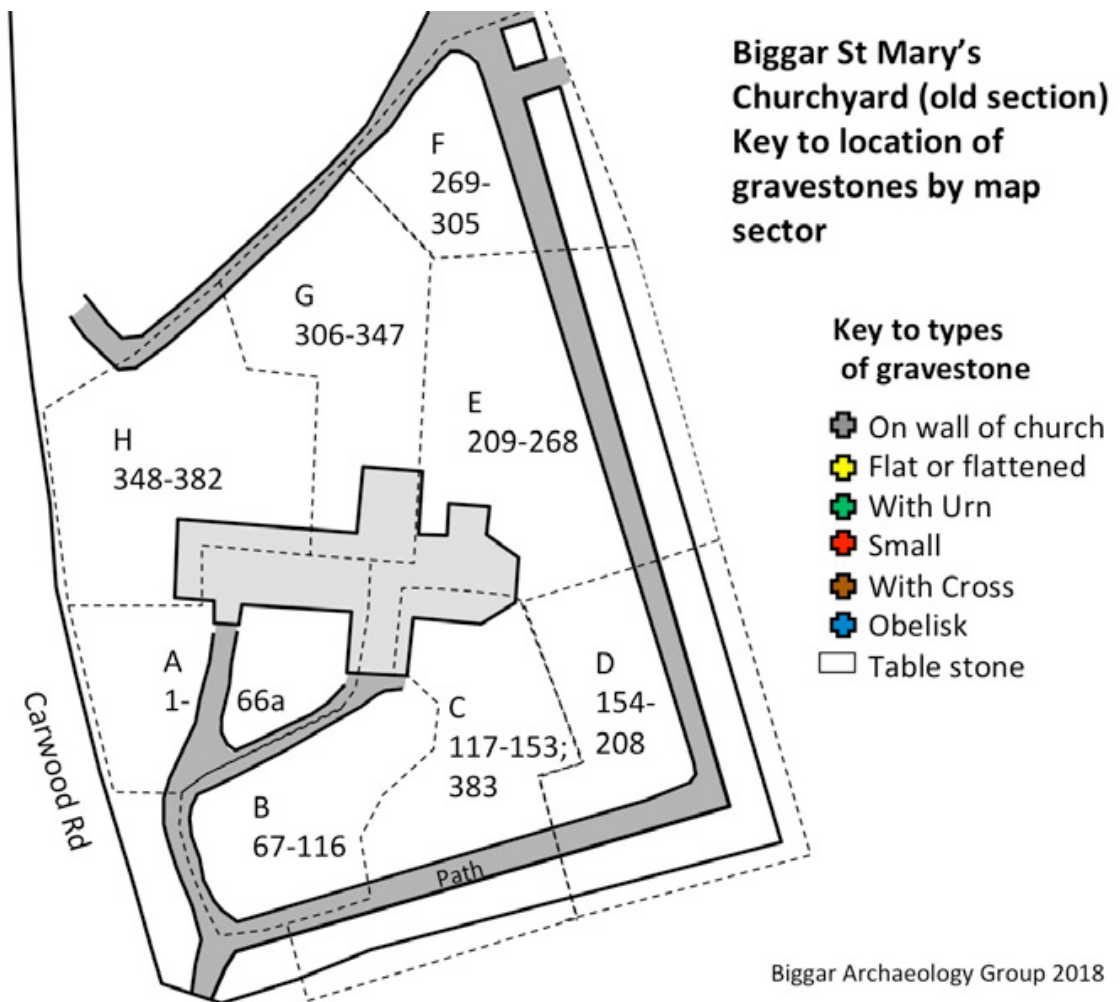 Biggar St Mary’s
Churchyard (old section)
Key to location of
gravestones by map
sector
F
269-
305
G
306-347
E
209-268
H
348-382
A
1- 66a
C
117-153;
383
D
154-
208
B
67-116
Path
Carwood Rd
Key to types
of gravestone
On wall of church
Flat or flattened
With Urn
Small
With Cross
Obelisk
Table stone
Biggar Archaeology Group 2018